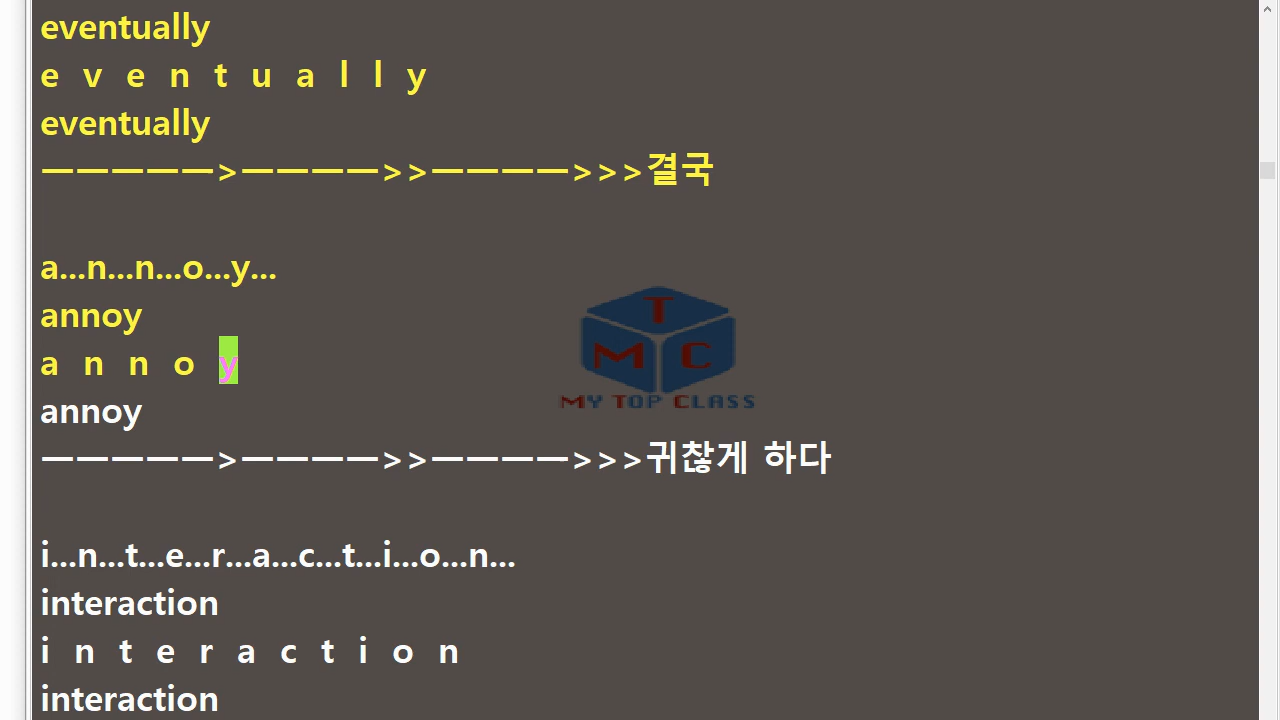 eventually
e v e n t u a l l y
eventually
—————>————>>————>>>결국
a...n...n...o...y...
annoy
a n n o y
annoy
—————>————>>————>>>귀찮게 하다
i...n...t...e...r...a...c...t...i...o...n...
interaction
i n t e r a c t i o n
interaction
T
M C
MY TOP CLASS